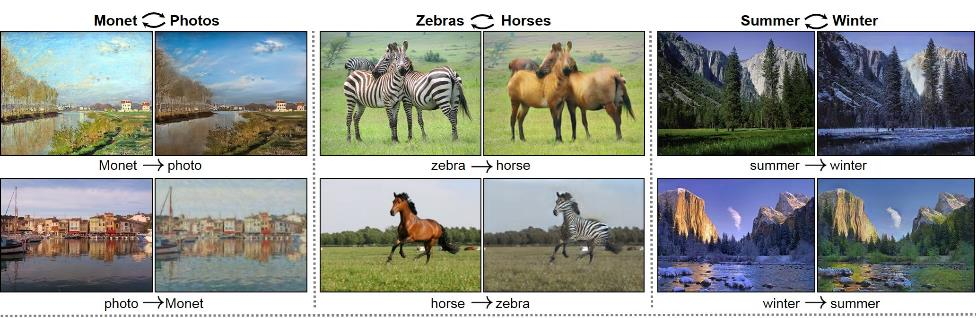 Monet Photos
Zebras Horses
Summer Winter
Monet → photo
zebra → horse
summer → winter
photo → Monet
horse → zebra
winter → summer